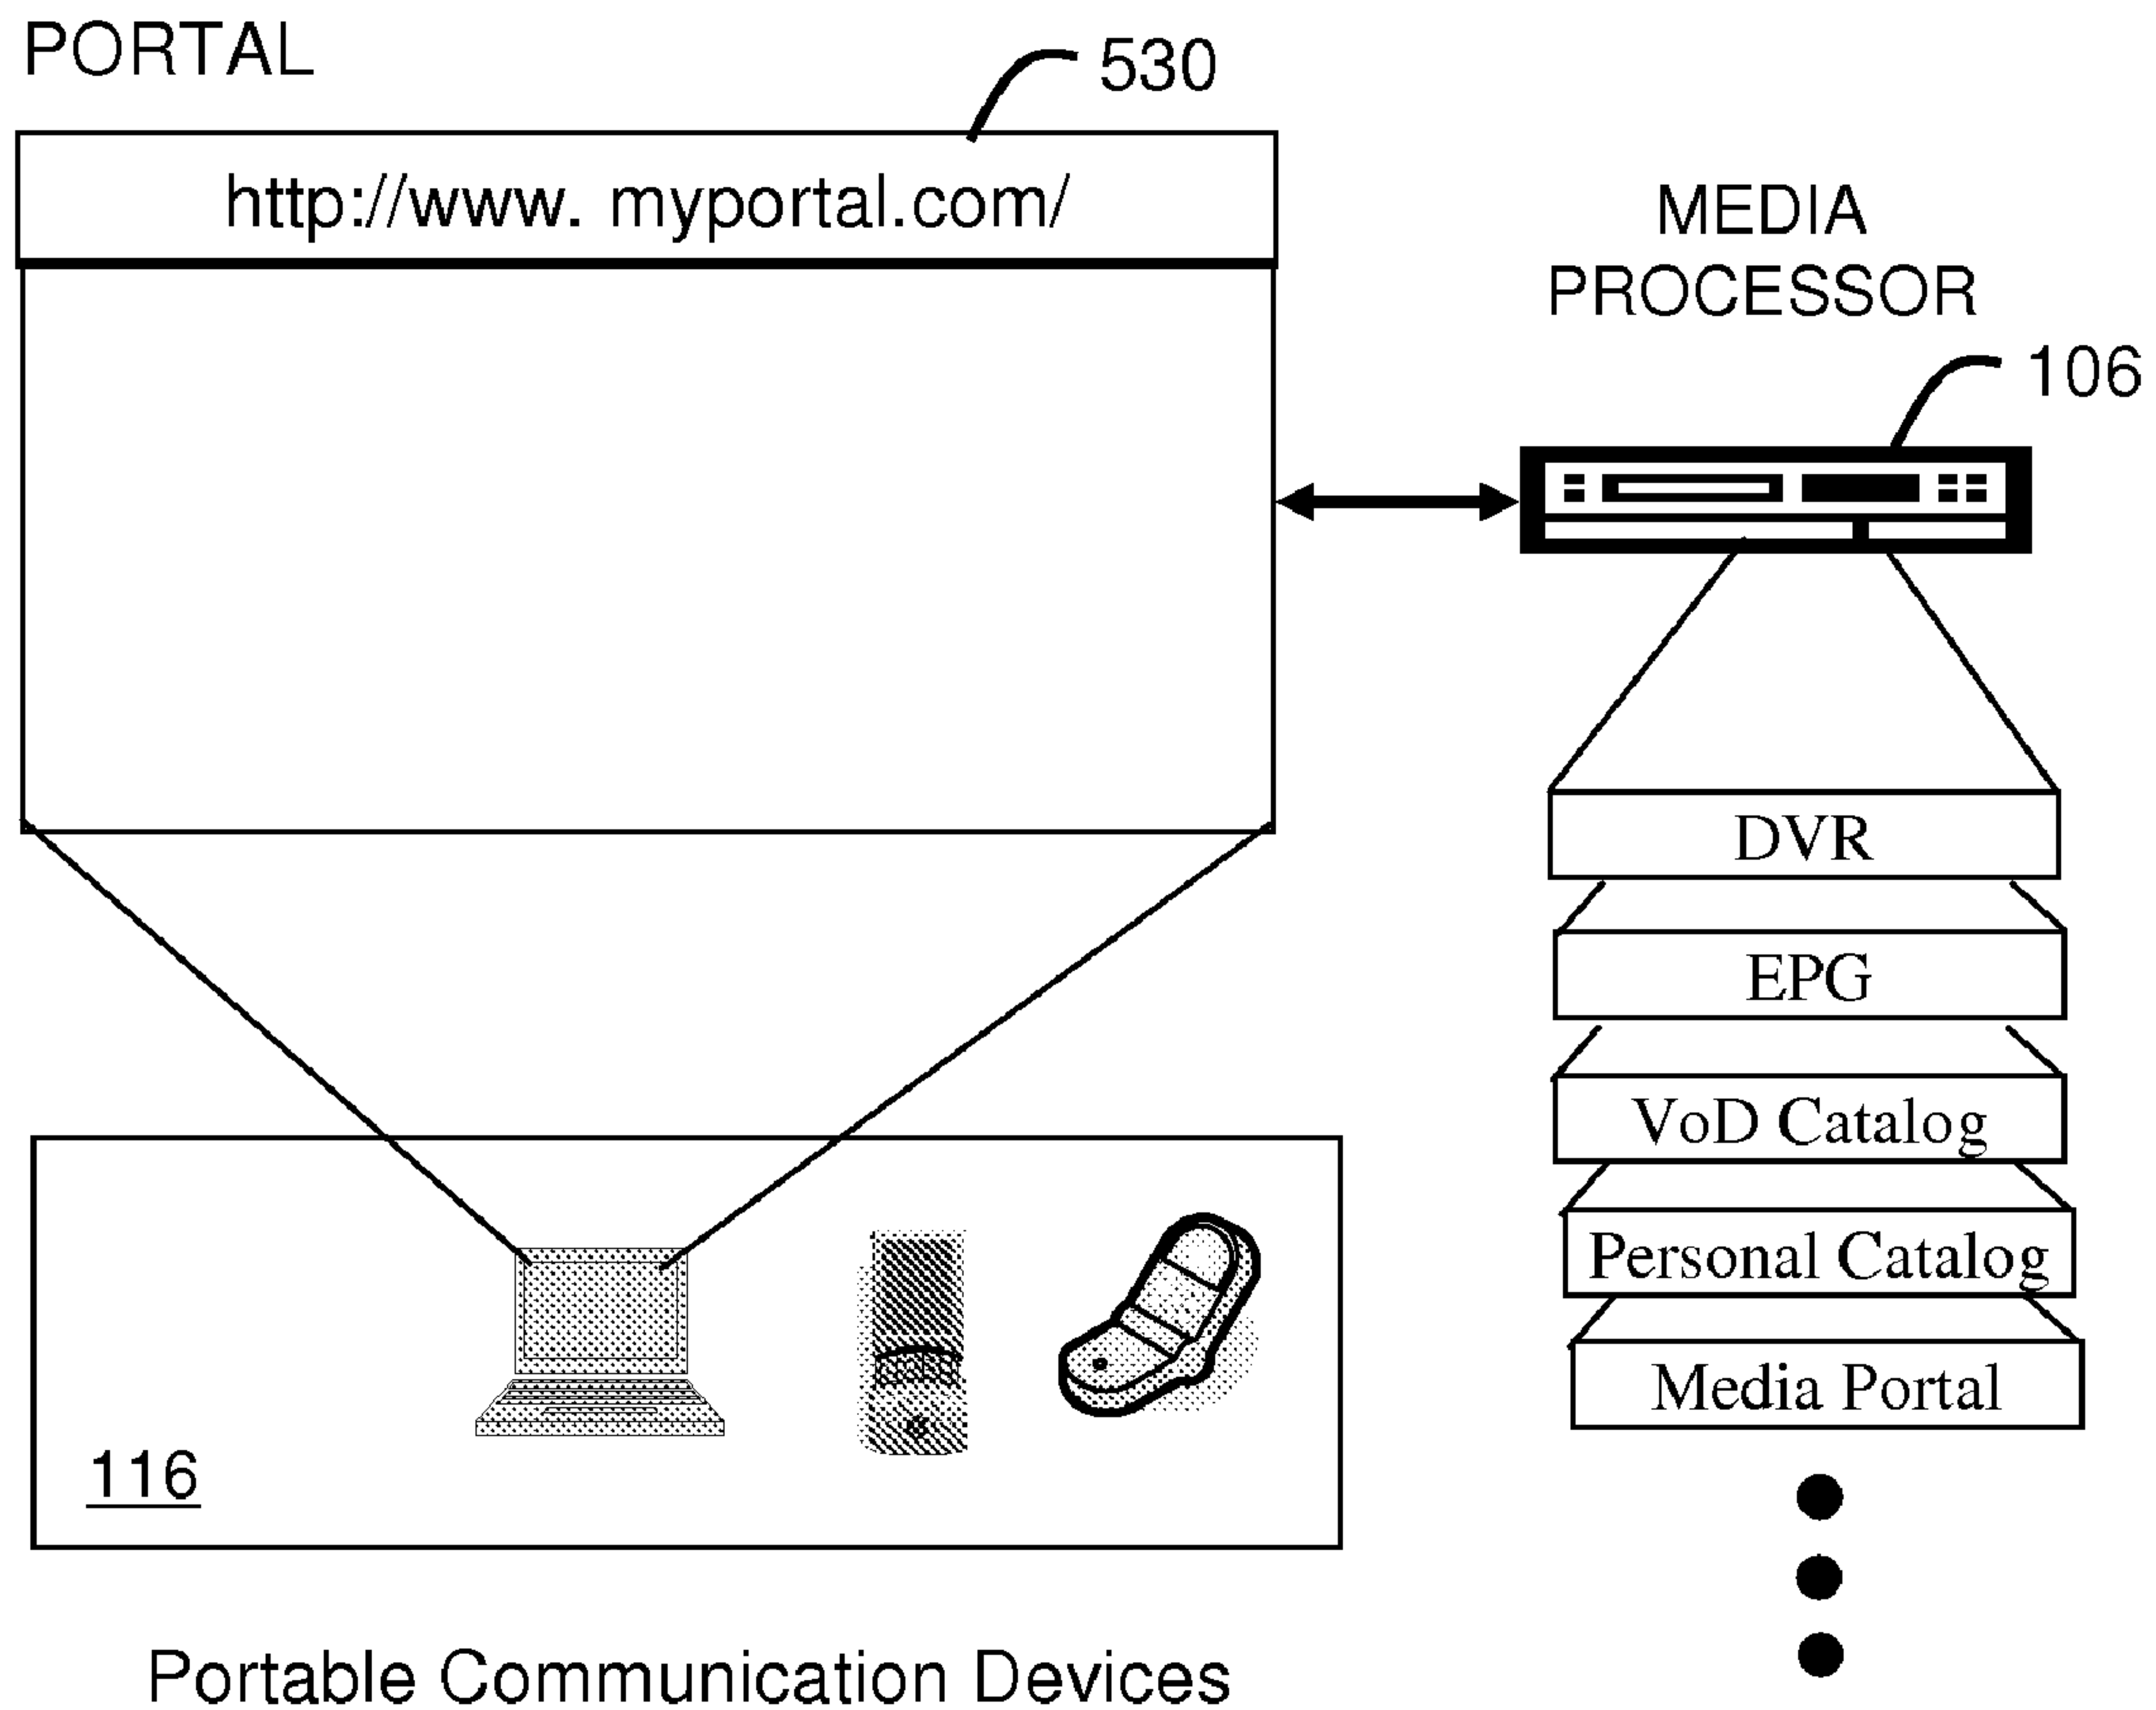 PORTAL
530
http://www. myportal.com/
MEDIA
PROCESSOR
106
DVR
EPG
VoD Catalog
Personal Catalog
Media Portal
116
Portable Communication Devices